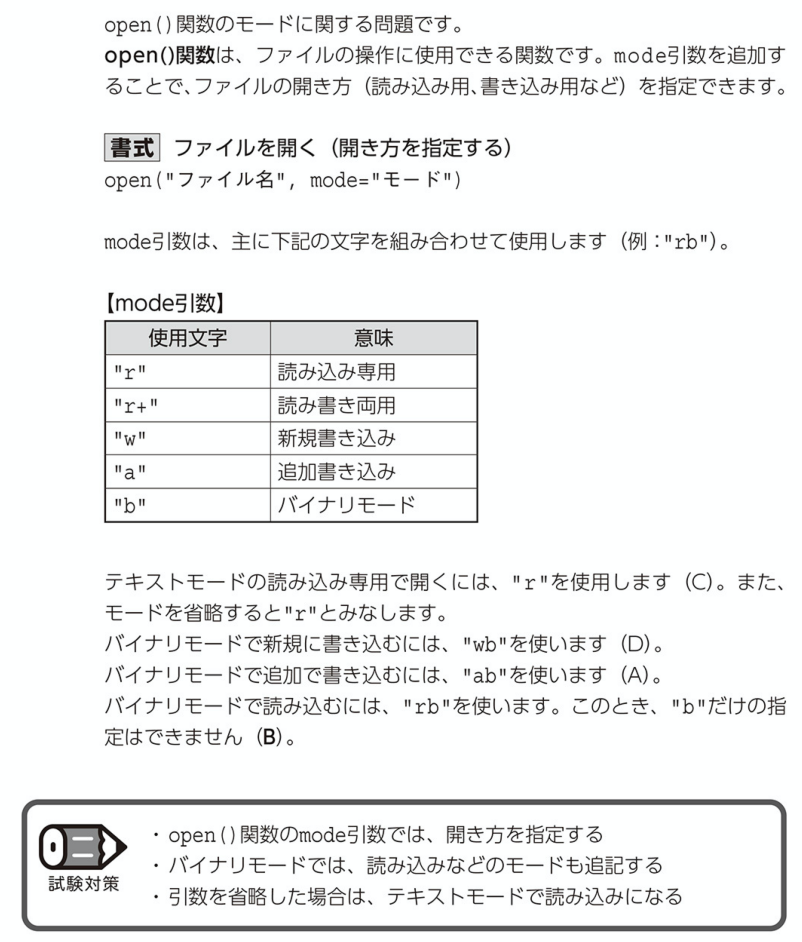 open()関数のモードに関する問題です。
open()関数は、ファイルの操作に使用できる関数です。mode引数を追加す
ることで、ファイルの開き方（読み込み用、書き込み用など）を指定できます。
書式 ファイルを開く（開き方を指定する）
open("ファイル名", mode="モード")
mode引数は、主に下記の文字を組み合わせて使用します（例："rb"）。
【mode引数】
使用文字 意味
"r" 読み込み専用
"r+" 読み書き両用
"w" 新規書き込み
"a" 追加書き込み
"b" バイナリモード
テキストモードの読み込み専用で開くには、"r"を使用します（C）。また、
モードを省略すると"r"とみなします。
バイナリモードで新規に書き込むには、"wb"を使います（D）。
バイナリモードで追加で書き込むには、"ab"を使います（A）。
バイナリモードで読み込むには、"rb"を使います。このとき、"b"だけの指
定はできません（B）。
試験対策
・open()関数のmode引数では、開き方を指定する
・バイナリモードでは、読み込みなどのモードも追記する
・引数を省略した場合は、テキストモードで読み込みになる